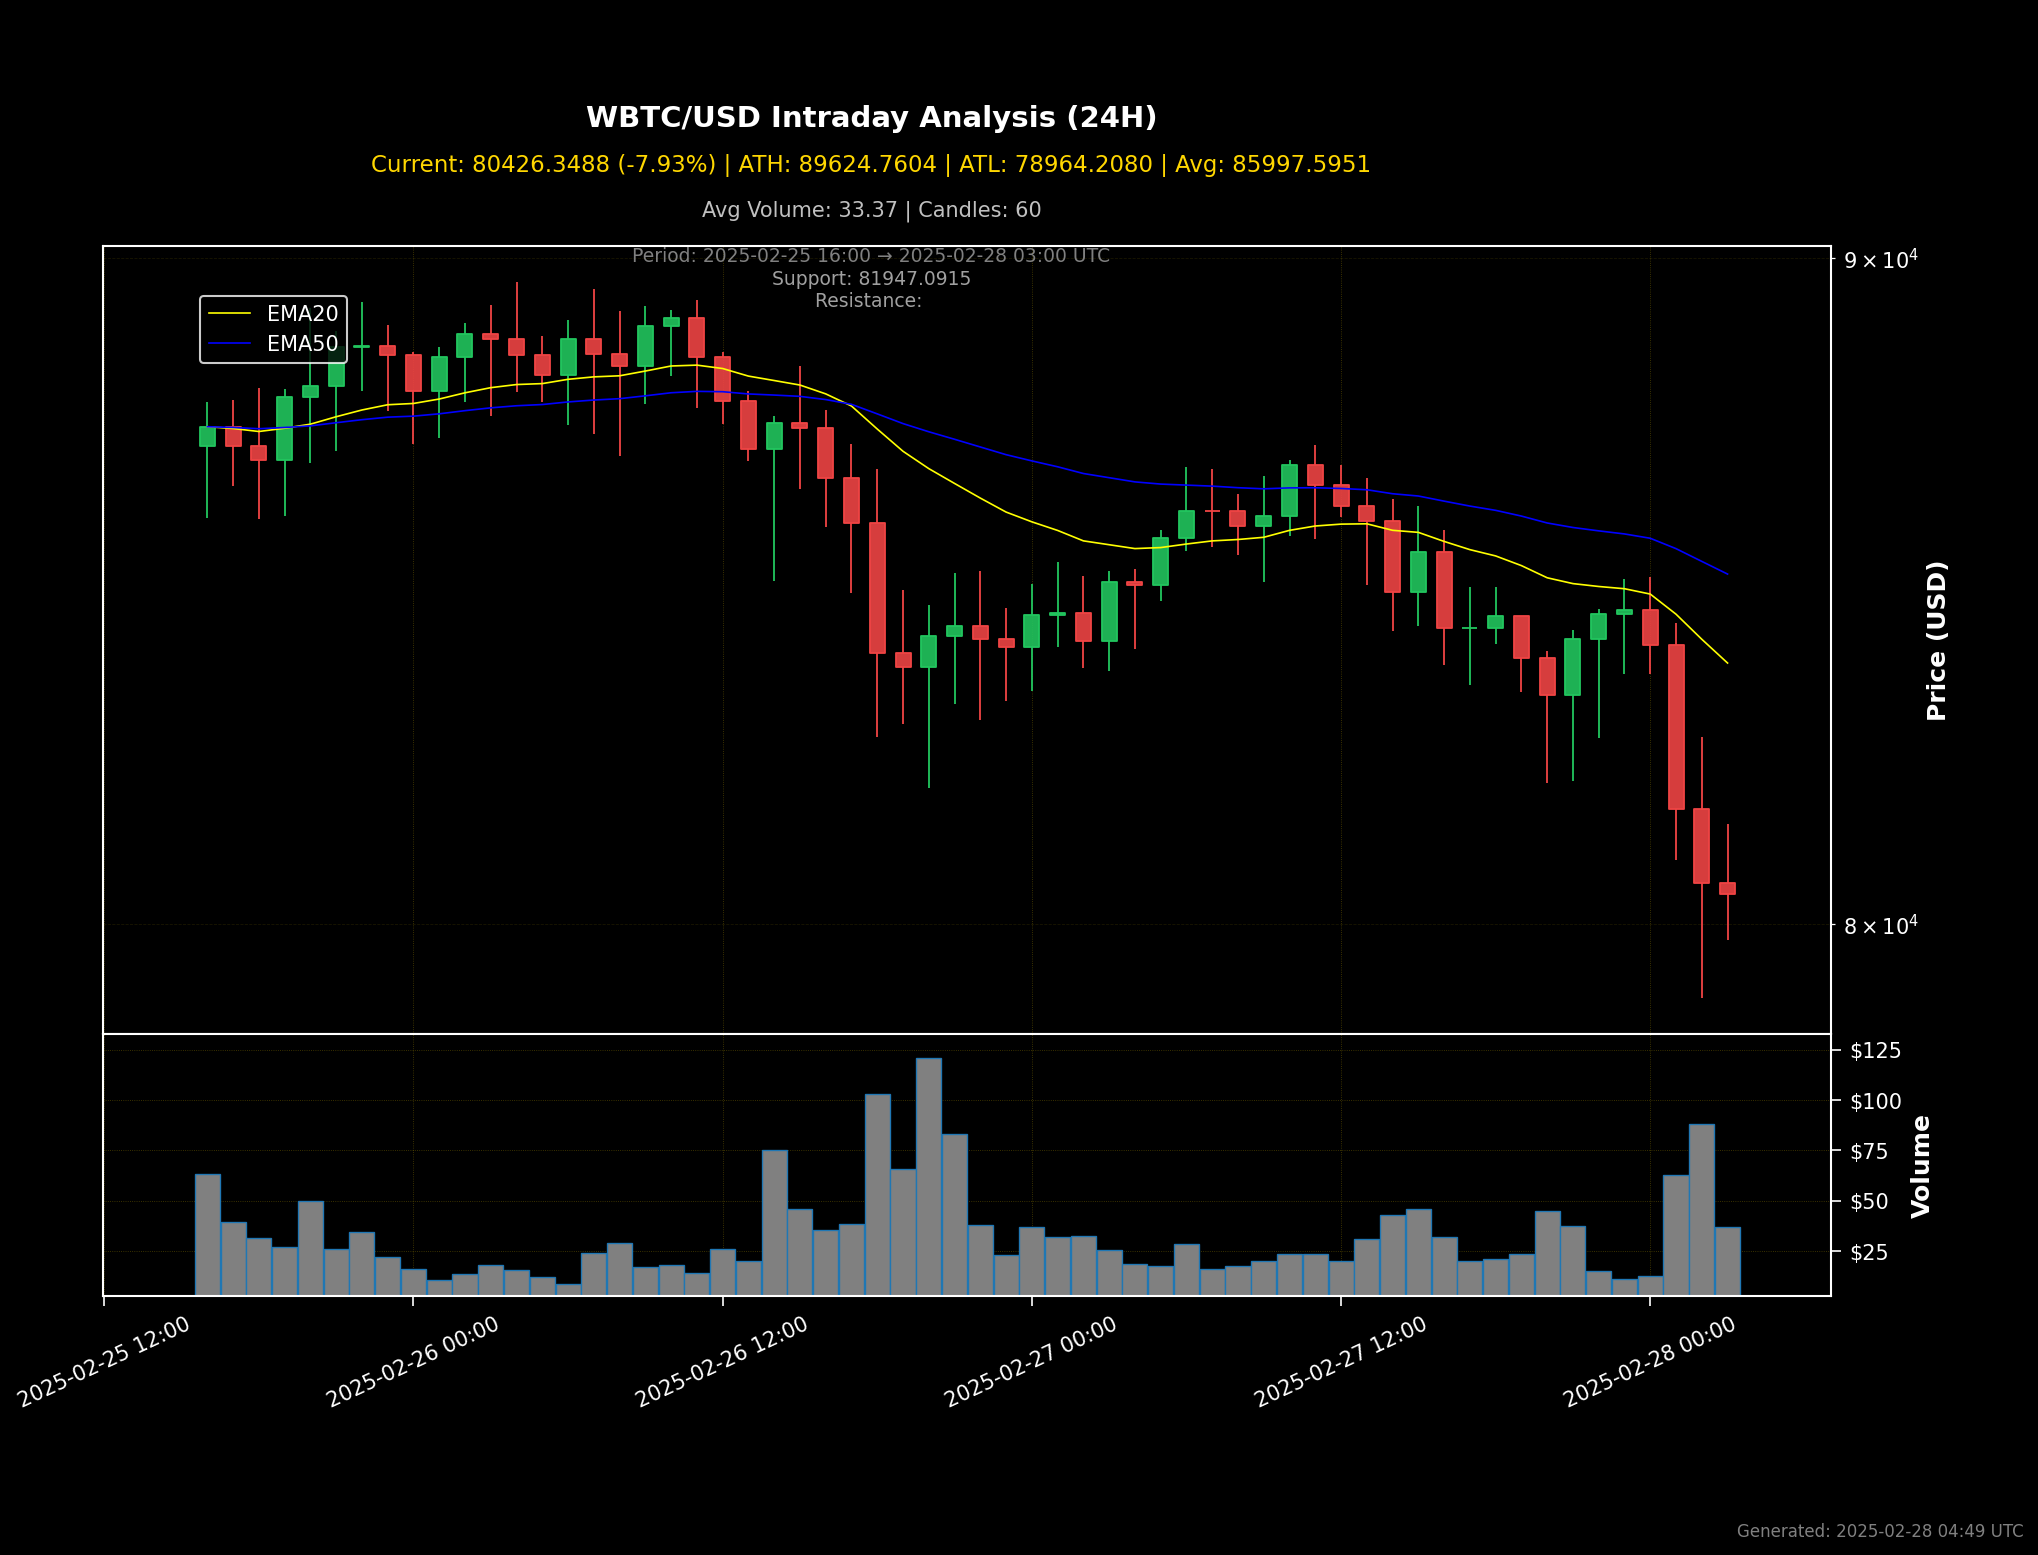 WBTC/USD Intraday Analysis (24H)
Current: 80426.3488 (-7.93%) | ATH: 89624.7604 | ATL: 78964.2080 | Avg: 85997.5951
Avg Volume: 33.37 | Candles: 60
Period: 2025-02-25 16:00 → 2025-02-28 03:00 UTC
Support: 81947.0915
Resistance:
EMA20
EMA50
9 × 10⁴
8 × 10⁴
Price (USD)
$125
$100
$75
$50
$25
Volume
2025-02-25 12:00
2025-02-26 00:00
2025-02-26 12:00
2025-02-27 00:00
2025-02-27 12:00
2025-02-28 00:00
Generated: 2025-02-28 04:49 UTC